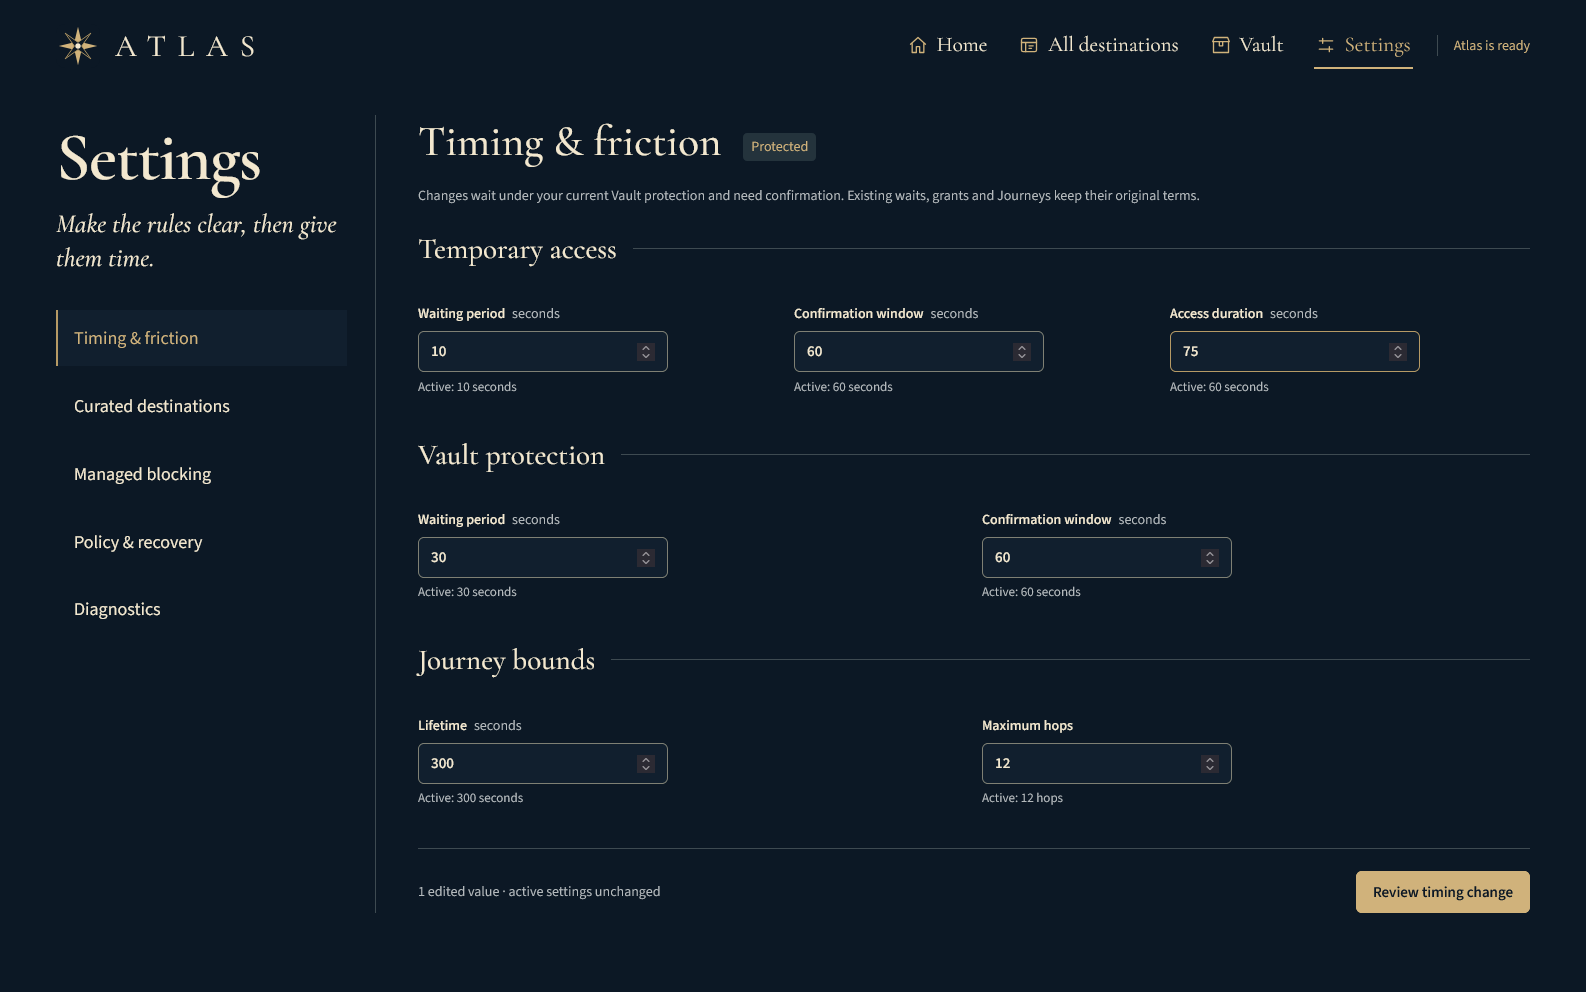 ATLAS
Home
All destinations
Vault
Settings
Atlas is ready
Settings
Make the rules clear, then give
them time.
Timing & friction
Curated destinations
Managed blocking
Policy & recovery
Diagnostics
Timing & friction
Protected
Changes wait under your current Vault protection and need confirmation. Existing waits, grants and Journeys keep their original terms.
Temporary access
Waiting period seconds
10
Active: 10 seconds
Confirmation window seconds
60
Active: 60 seconds
Access duration seconds
75
Active: 60 seconds
Vault protection
Waiting period seconds
30
Active: 30 seconds
Confirmation window seconds
60
Active: 60 seconds
Journey bounds
Lifetime seconds
300
Active: 300 seconds
Maximum hops
12
Active: 12 hops
1 edited value · active settings unchanged
Review timing change